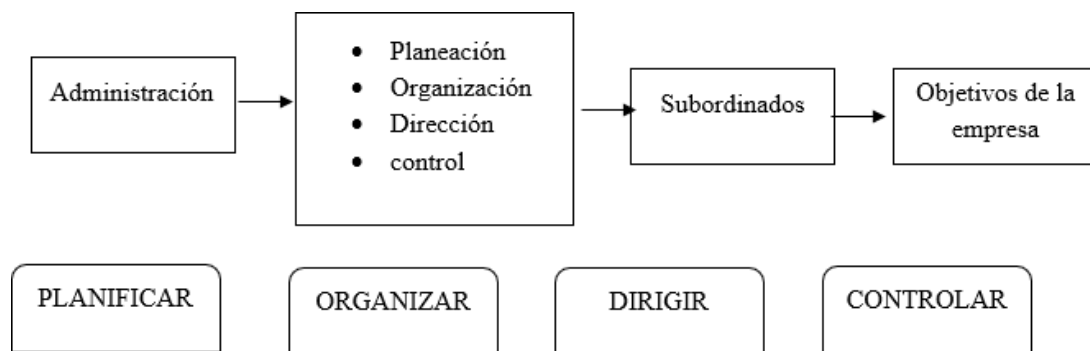 Administración
• Planeación
• Organización
• Dirección
• control
Subordinados
Objetivos de la
empresa
PLANIFICAR
ORGANIZAR
DIRIGIR
CONTROLAR